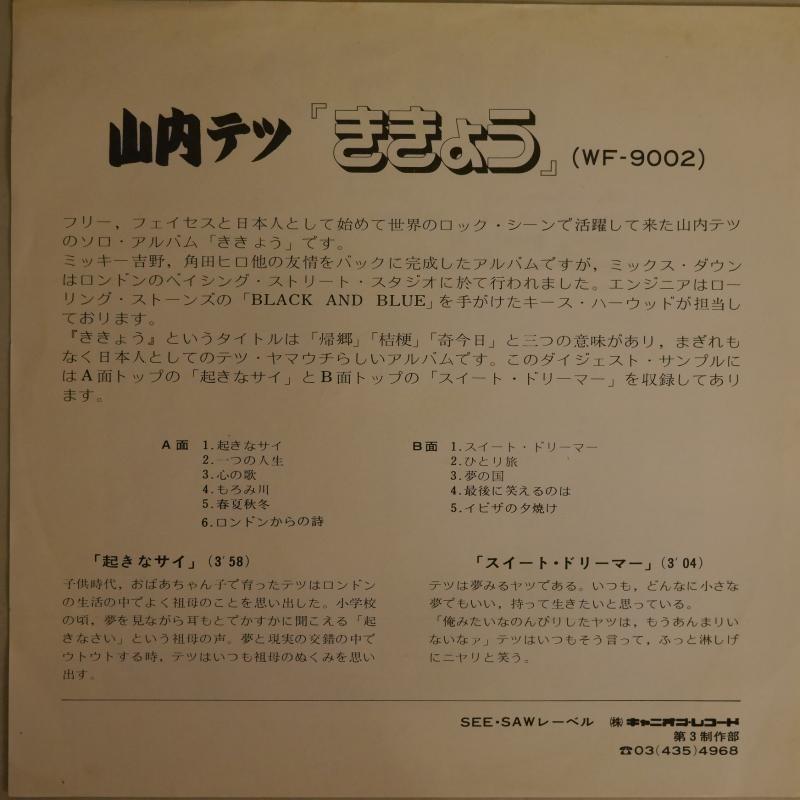 山内テツ『ききょう』(WF-9002)
フリー，フェイセスと日本人として始めて世界のロック・シーンで活躍して来た山内テツ
のソロ・アルバム「ききょう」です。
ミッキー吉野，角田ヒロ他の友情をバックに完成したアルバムですが，ミックス・ダウン
はロンドンのベイシング・ストリート・スタジオに於て行われました。エンジニアはロー
リング・ストーンズの「BLACK AND BLUE」を手がけたキース・ハーウッドが担当し
ております。
『ききょう』というタイトルは「帰郷」「桔梗」「奇今日」と三つの意味があり，まぎれも
なく日本人としてのテツ・ヤマウチらしいアルバムです。このダイジェスト・サンプルに
はA面トップの「起きなサイ」とB面トップの「スイート・ドリーマー」を収録してあり
ます。
A面 1.起きなサイ
2.一つの人生
3.心の歌
4.もろみ川
5.春夏秋冬
6.ロンドンからの詩
B面 1.スイート・ドリーマー
2.ひとり旅
3.夢の国
4.最後に笑えるのは
5.イビザの夕焼け
「起きなサイ」(3'58)
子供時代，おばあちゃん子で育ったテツはロンドン
の生活の中でよく祖母のことを思い出した。小学校
の頃，夢を見ながら耳もとでかすかに聞こえる「起
きなさい」という祖母の声。夢と現実の交錯の中で
ウトウトする時，テツはいつも祖母のぬくみを思い
出す。
「スイート・ドリーマー」(3'04)
テツは夢みるヤツである。いつも，どんなに小さな
夢でもいい，持って生きたいと思っている。
「俺みたいなのんびりしたヤツは，もうあんまりい
ないなァ」テツはいつもそう言って，ふっと淋しげ
にニヤリと笑う。
SEE・SAWレーベル ㈱キャニオン・レコード
第3制作部
☎03(435)4968